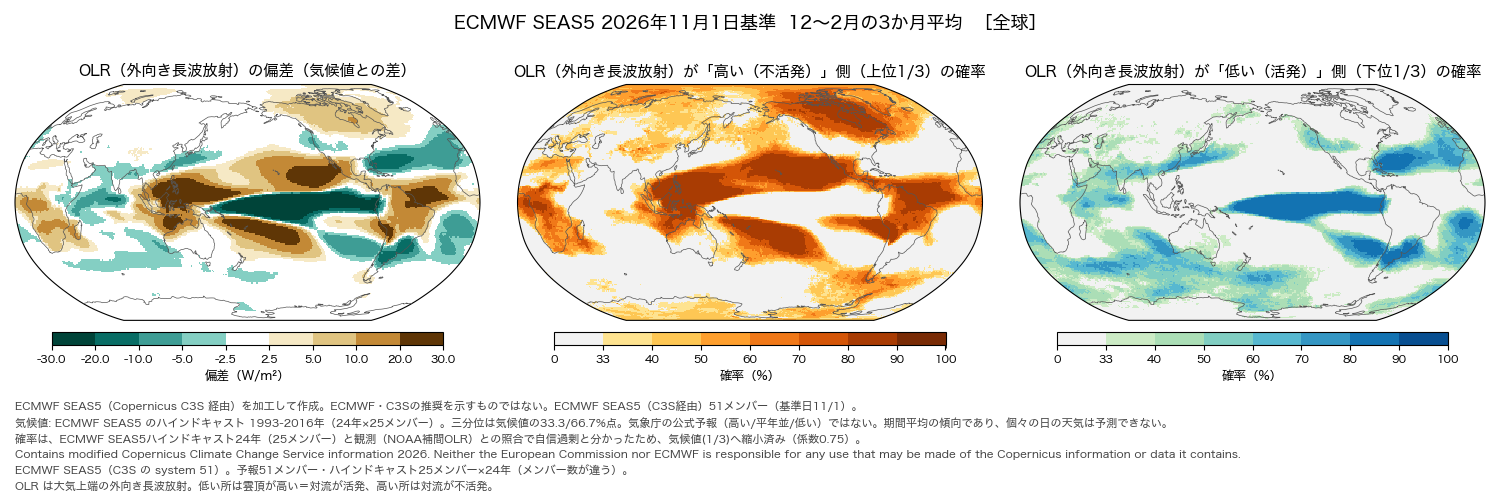 ECMWF SEAS5 2026年11月1日基準 12～2月の3か月平均 ［全球］
OLR（外向き長波放射）の偏差（気候値との差）
OLR（外向き長波放射）が「高い（不活発）」側（上位1/3）の確率
OLR（外向き長波放射）が「低い（活発）」側（下位1/3）の確率
-30.0 -20.0 -10.0 -5.0 -2.5 2.5 5.0 10.0 20.0 30.0
偏差（W/m²）
0 33 40 50 60 70 80 90 100
確率（%）
0 33 40 50 60 70 80 90 100
確率（%）
ECMWF SEAS5（Copernicus C3S 経由）を加工して作成。ECMWF・C3Sの推奨を示すものではない。ECMWF SEAS5（C3S経由）51メンバー（基準日11/1）。
気候値: ECMWF SEAS5 のハインドキャスト 1993-2016年（24年×25メンバー）。三分位は気候値の33.3/66.7%点。気象庁の公式予報（高い/平年並/低い）ではない。期間平均の傾向であり、個々の日の天気は予測できない。
確率は、ECMWF SEAS5ハインドキャスト24年（25メンバー）と観測（NOAA補間OLR）との照合で自信過剰と分かったため、気候値(1/3)へ縮小済み（係数0.75）。
Contains modified Copernicus Climate Change Service information 2026. Neither the European Commission nor ECMWF is responsible for any use that may be made of the Copernicus information or data it contains.
ECMWF SEAS5（C3S の system 51）。予報51メンバー・ハインドキャスト25メンバー×24年（メンバー数が違う）。
OLR は大気上端の外向き長波放射。低い所は雲頂が高い＝対流が活発、高い所は対流が不活発。